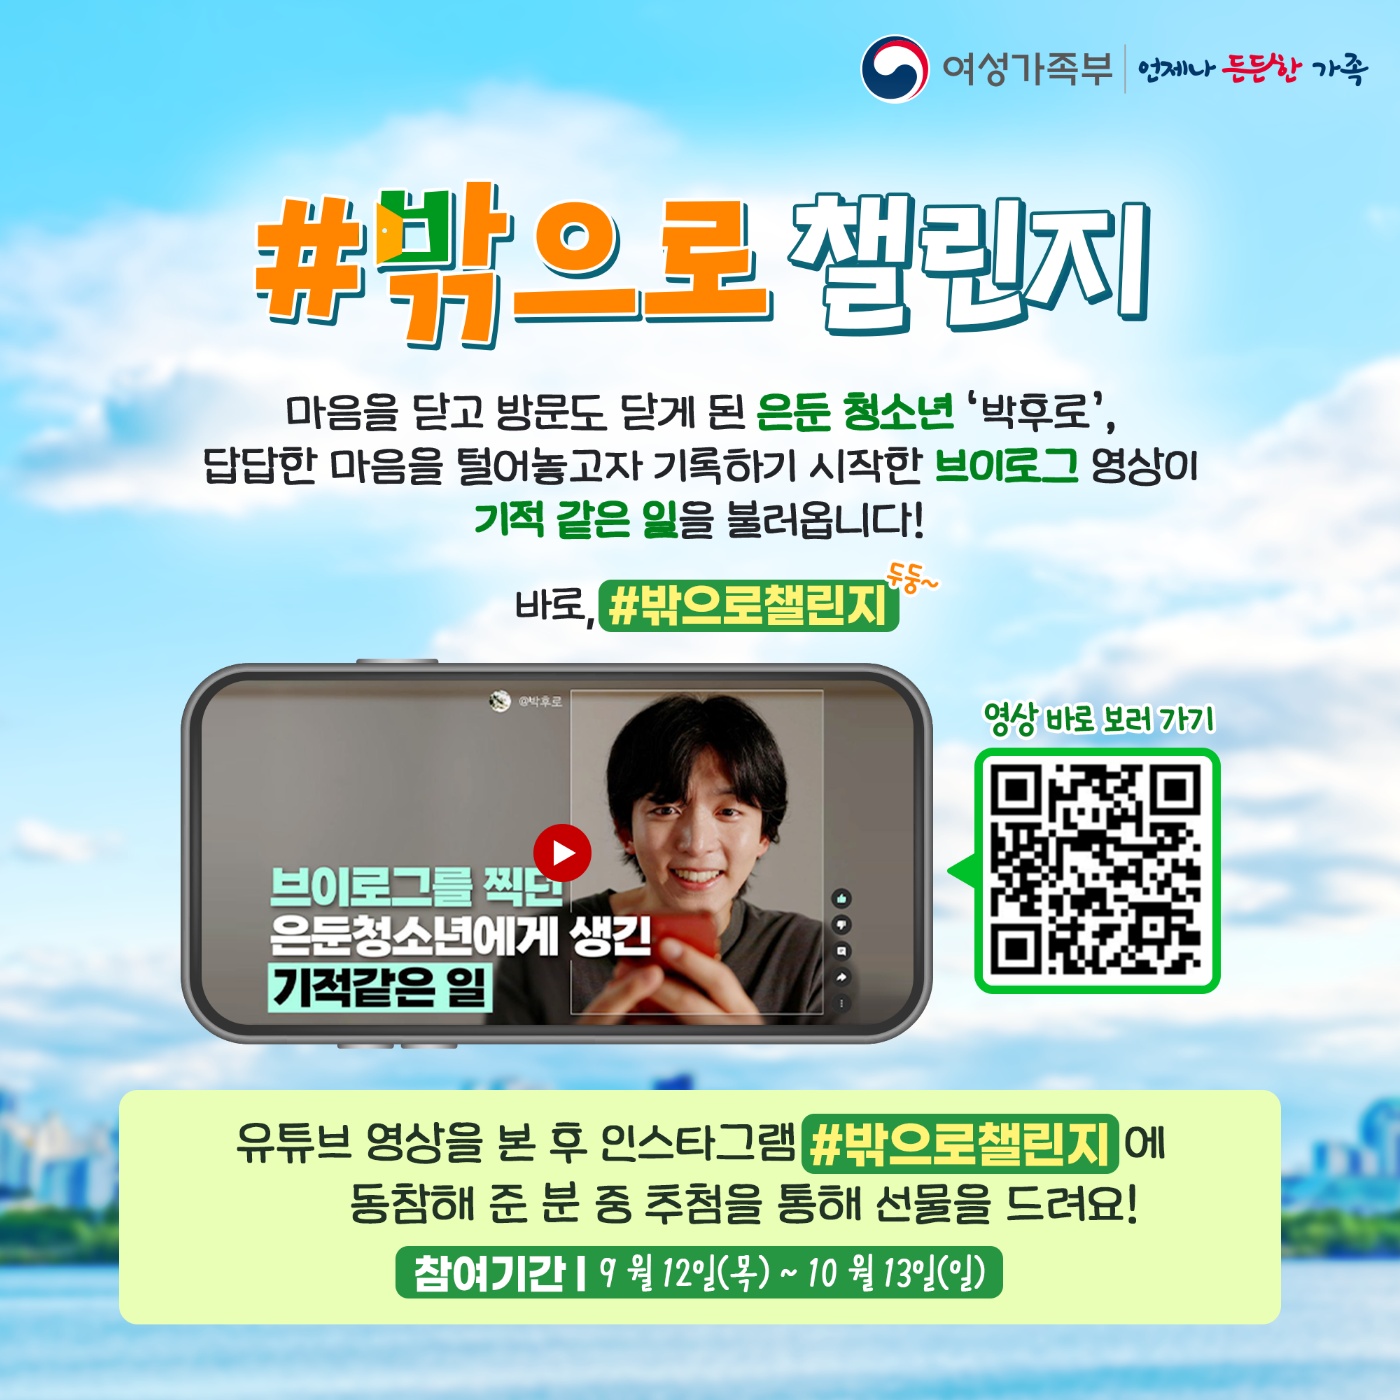 여성가족부 | 언제나 든든한 가족
#밖으로 챌린지
마음을 닫고 방문도 닫게 된 은둔 청소년 ‘박후로’,
답답한 마음을 털어놓고자 기록하기 시작한 브이로그 영상이
기적 같은 일을 불러옵니다!
두둥~
바로, #밖으로챌린지
@박후로
브이로그를 찍던
은둔청소년에게 생긴
기적같은 일
영상 바로 보러 가기
유튜브 영상을 본 후 인스타그램 #밖으로챌린지 에
동참해 준 분 중 추첨을 통해 선물을 드려요!
참여기간 | 9월 12일(목) ~ 10월 13일(일)